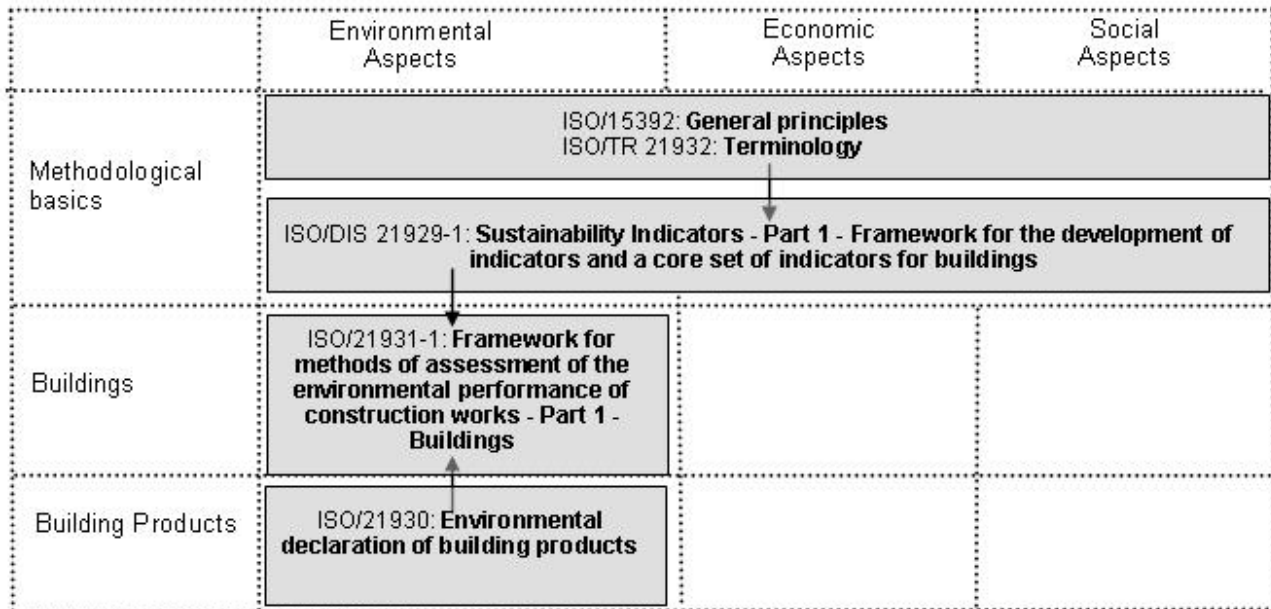 Environmental
Aspects
Economic
Aspects
Social
Aspects
Methodological
basics
ISO/15392: General principles
ISO/TR 21932: Terminology
ISO/DIS 21929-1: Sustainability Indicators - Part 1 - Framework for the development of
indicators and a core set of indicators for buildings
Buildings
ISO/21931-1: Framework for
methods of assessment of the
environmental performance of
construction works - Part 1 -
Buildings
Building Products
ISO/21930: Environmental
declaration of building products